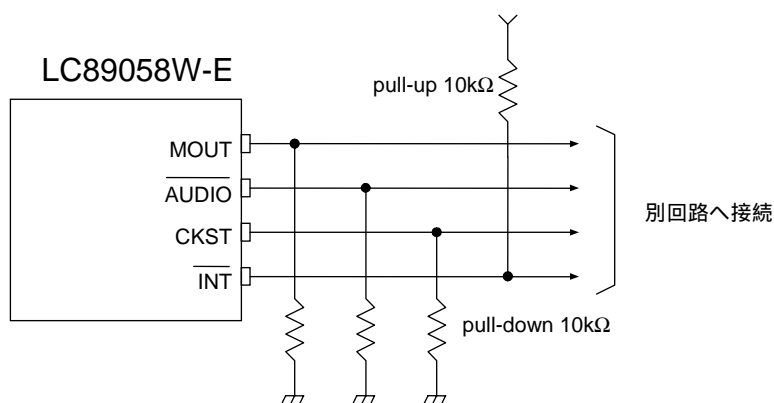 LC89058W-E
pull-up 10kΩ
MOUT
AUDIO
CKST
INT
別回路へ接続
pull-down 10kΩ